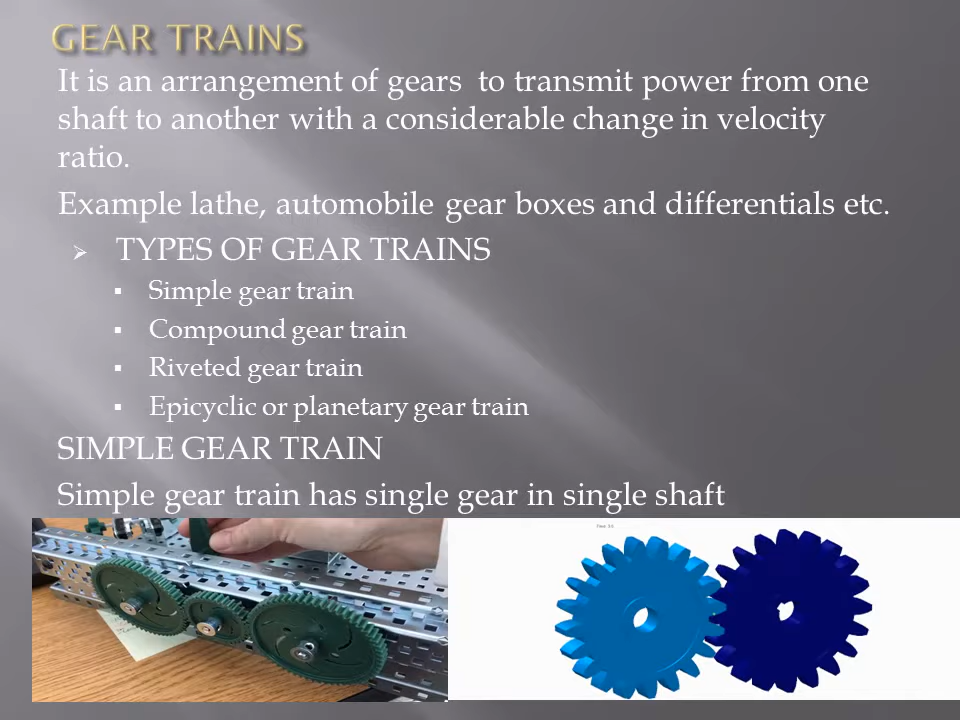 GEAR TRAINS
It is an arrangement of gears to transmit power from one
shaft to another with a considerable change in velocity
ratio.
Example lathe, automobile gear boxes and differentials etc.
TYPES OF GEAR TRAINS
Simple gear train
Compound gear train
Riveted gear train
Epicyclic or planetary gear train
SIMPLE GEAR TRAIN
Simple gear train has single gear in single shaft